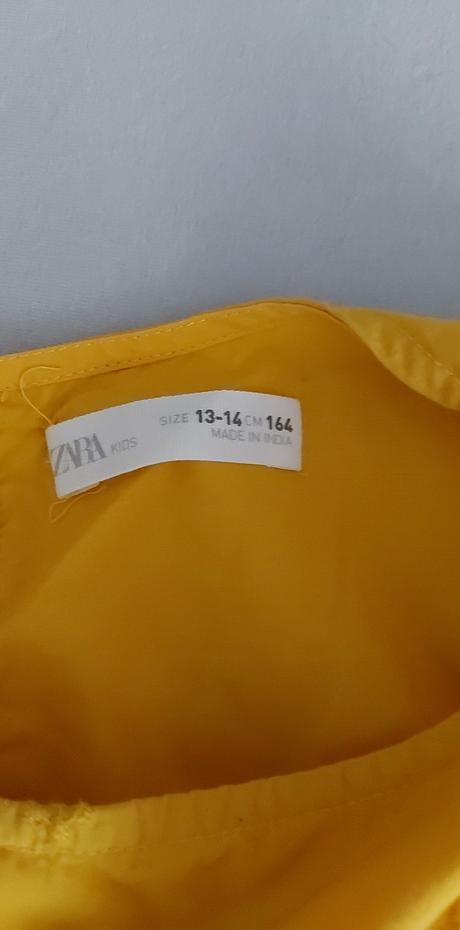 ZARA KIDS SIZE 13-14 CM 164
MADE IN INDIA